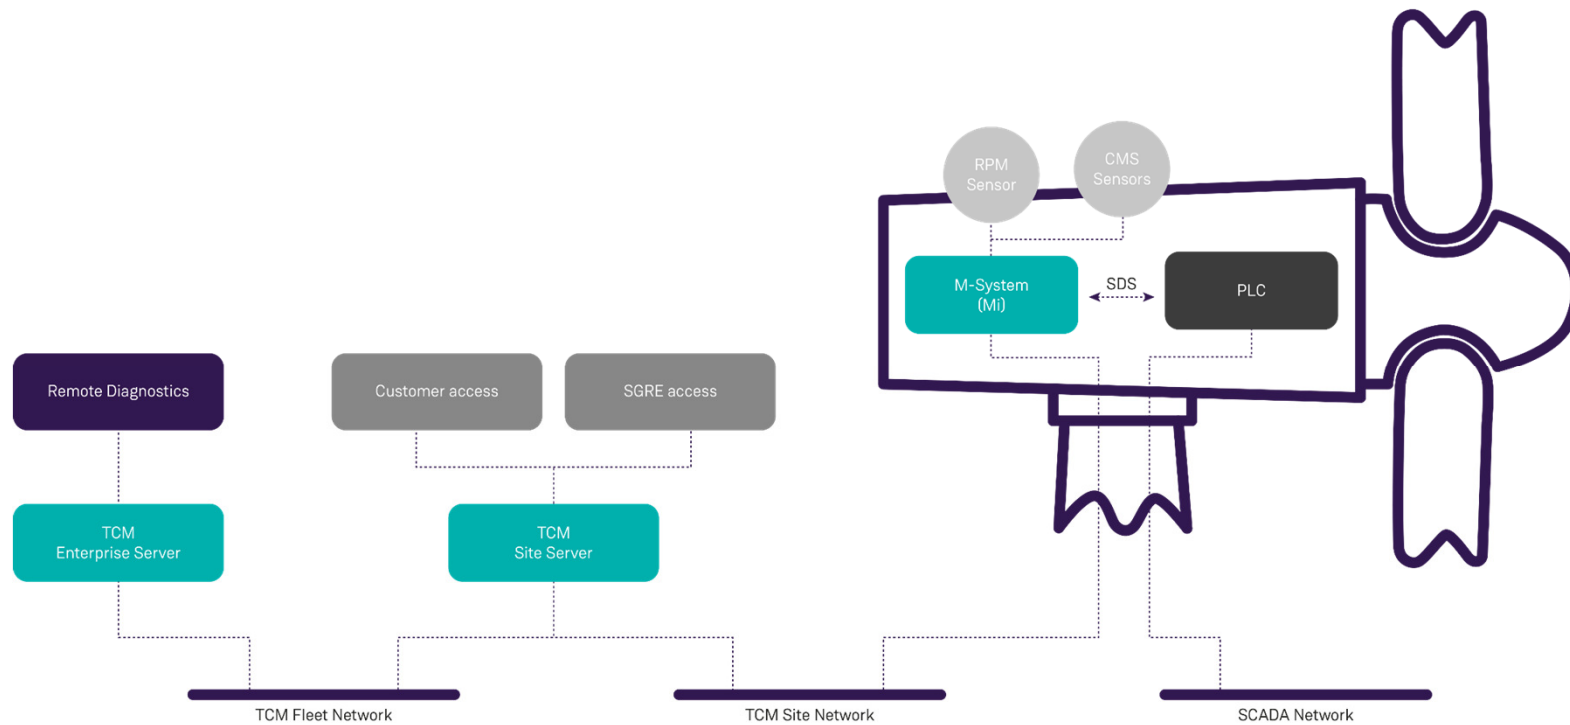 RPM
Sensor
CMS
Sensors
M-System
(Mi)
SDS
PLC
Remote Diagnostics
Customer access
SGRE access
TCM
Enterprise Server
TCM
Site Server
TCM Fleet Network
TCM Site Network
SCADA Network